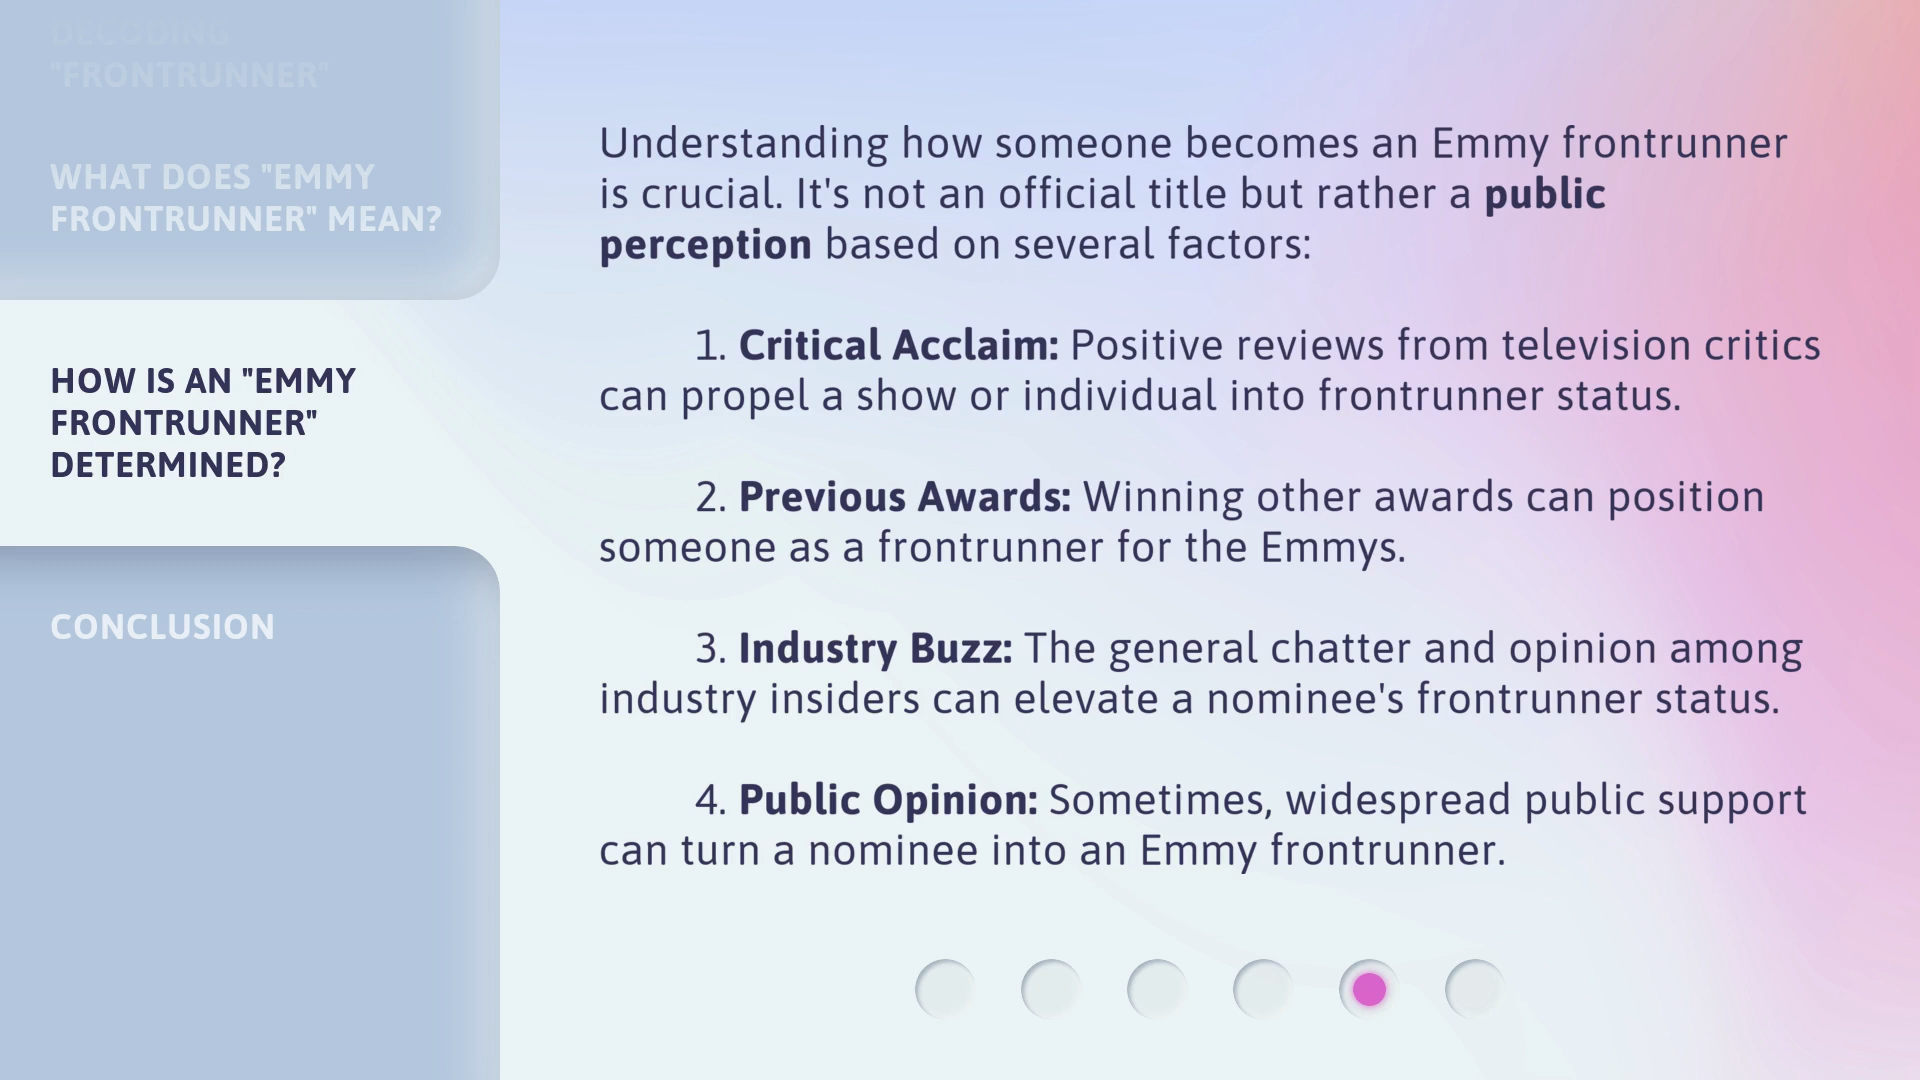 DECODING
"FRONTRUNNER"
WHAT DOES "EMMY
FRONTRUNNER" MEAN?
HOW IS AN "EMMY
FRONTRUNNER"
DETERMINED?
CONCLUSION
Understanding how someone becomes an Emmy frontrunner
is crucial. It's not an official title but rather a public
perception based on several factors:
1. Critical Acclaim: Positive reviews from television critics
can propel a show or individual into frontrunner status.
2. Previous Awards: Winning other awards can position
someone as a frontrunner for the Emmys.
3. Industry Buzz: The general chatter and opinion among
industry insiders can elevate a nominee's frontrunner status.
4. Public Opinion: Sometimes, widespread public support
can turn a nominee into an Emmy frontrunner.